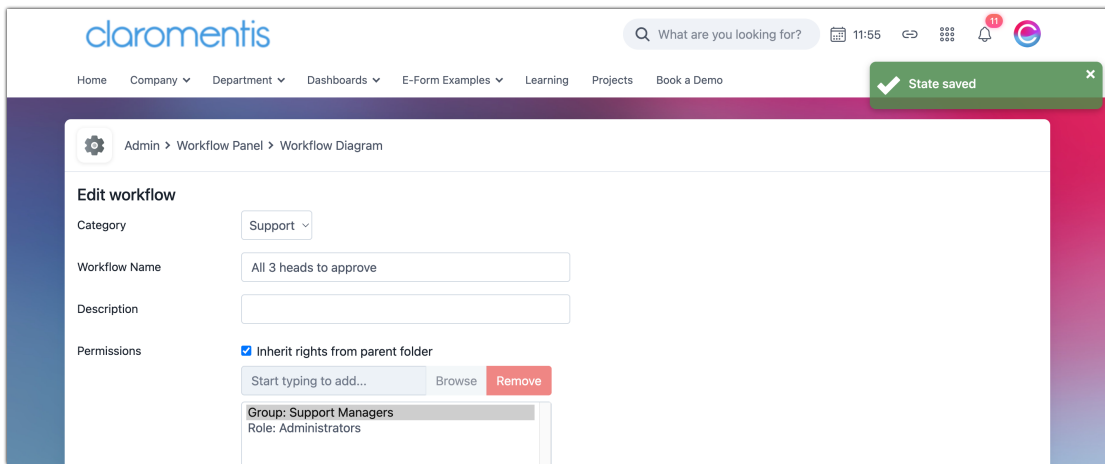 claromentis
What are you looking for?
11:55
11
Home Company Department Dashboards E-Form Examples Learning Projects Book a Demo
State saved
Admin > Workflow Panel > Workflow Diagram
Edit workflow
Category Support
Workflow Name All 3 heads to approve
Description
Permissions Inherit rights from parent folder
Start typing to add... Browse Remove
Group: Support Managers
Role: Administrators